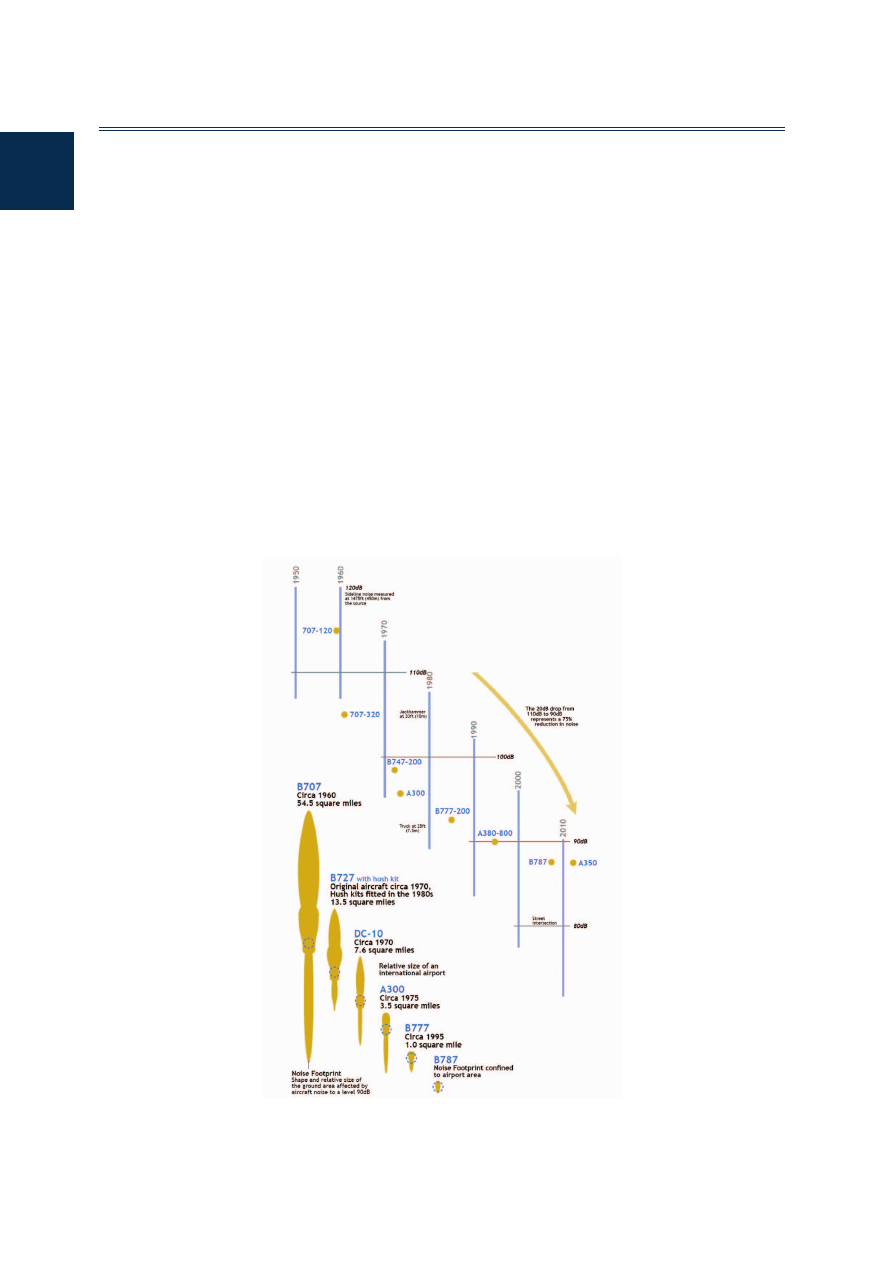 1950
1960
120dB
Sideline noise measured
at 1475ft (450m) from
the source
707-120
1970
110dB
1980
707-320
Jackhammer
at 33ft (10m)
The 20dB drop from
110dB to 90dB
represents a 75%
reduction in noise
1990
100dB
B747-200
2000
A300
B777-200
Truck at 25ft
(7.5m)
A380-800
2010
90dB
B787
A350
Street
intersection
80dB
B707
Circa 1960
54.5 square miles
B727 with hush kit
Original aircraft circa 1970,
Hush kits fitted in the 1980s
13.5 square miles
DC-10
Circa 1970
7.6 square miles
Relative size of an
international airport
A300
Circa 1975
3.5 square miles
B777
Circa 1995
1.0 square mile
B787
Noise Footprint confined
to airport area
Noise Footprint
Shape and relative size of
the ground area affected by
aircraft noise to a level 90dB